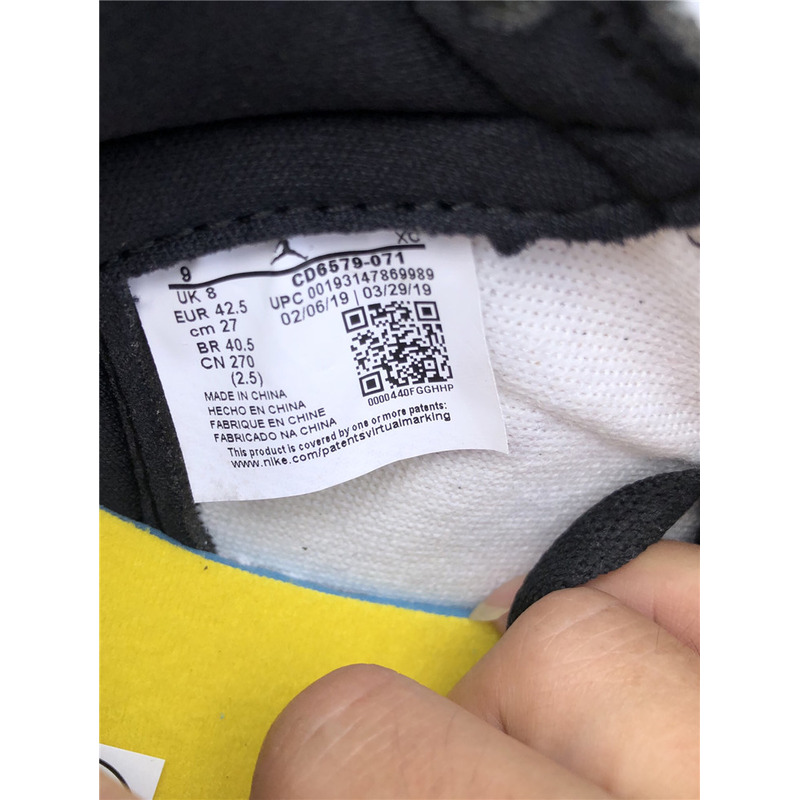 9 XC
UK 8 CD6579-071
EUR 42.5 UPC 00193147869989
cm 27 02/06/19 | 03/29/19
BR 40.5
CN 270
(2.5)
0000440FGGHHP
MADE IN CHINA
HECHO EN CHINA
FABRIQUE EN CHINE
FABRICADO NA CHINA
This product is covered by one or more patents:
www.nike.com/patentsvirtualmarking